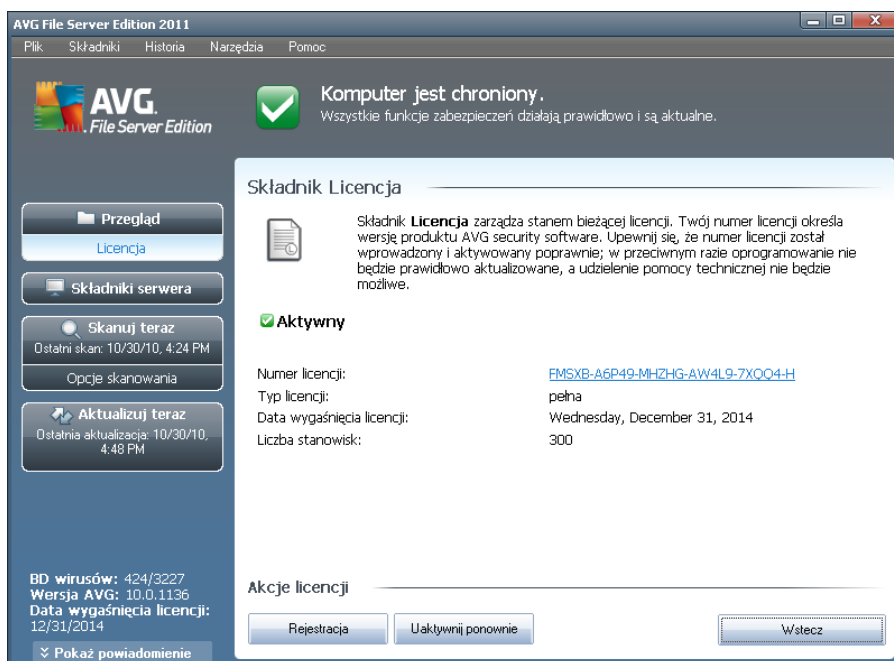 AVG File Server Edition 2011
Plik Składniki Historia Narzędzia Pomoc
AVG.
File Server Edition
Komputer jest chroniony.
Wszystkie funkcje zabezpieczeń działają prawidłowo i są aktualne.
Przegląd
Licencja
Składniki serwera
Skanuj teraz
Ostatni skan: 10/30/10, 4:24 PM
Opcje skanowania
Aktualizuj teraz
Ostatnia aktualizacja: 10/30/10,
4:48 PM
BD wirusów: 424/3227
Wersja AVG: 10.0.1136
Data wygaśnięcia licencji:
12/31/2014
Pokaż powiadomienie
Składnik Licencja
Składnik Licencja zarządza stanem bieżącej licencji. Twój numer licencji określa
wersję produktu AVG security software. Upewnij się, że numer licencji został
wprowadzony i aktywowany poprawnie; w przeciwnym razie oprogramowanie nie
będzie prawidłowo aktualizowane, a udzielenie pomocy technicznej nie będzie
możliwe.
Aktywny
Numer licencji: FMSXB-A6P49-MHZHG-AW4L9-7XQQ4-H
Typ licencji: pełna
Data wygaśnięcia licencji: Wednesday, December 31, 2014
Liczba stanowisk: 300
Akcje licencji
Rejestracja Uaktywnij ponownie Wstecz